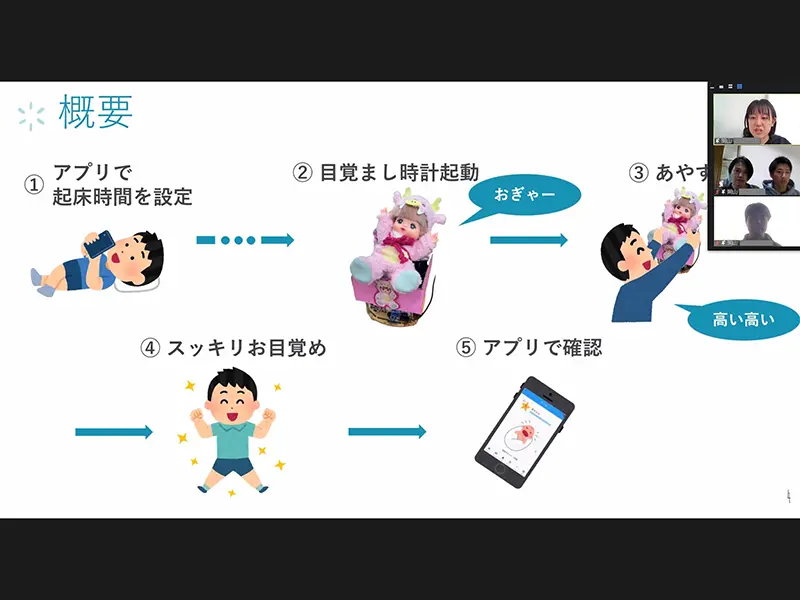 概要
① アプリで
起床時間を設定
② 目覚まし時計起動
おぎゃー
③ あやす
高い高い
④ スッキリお目覚め
⑤ アプリで確認